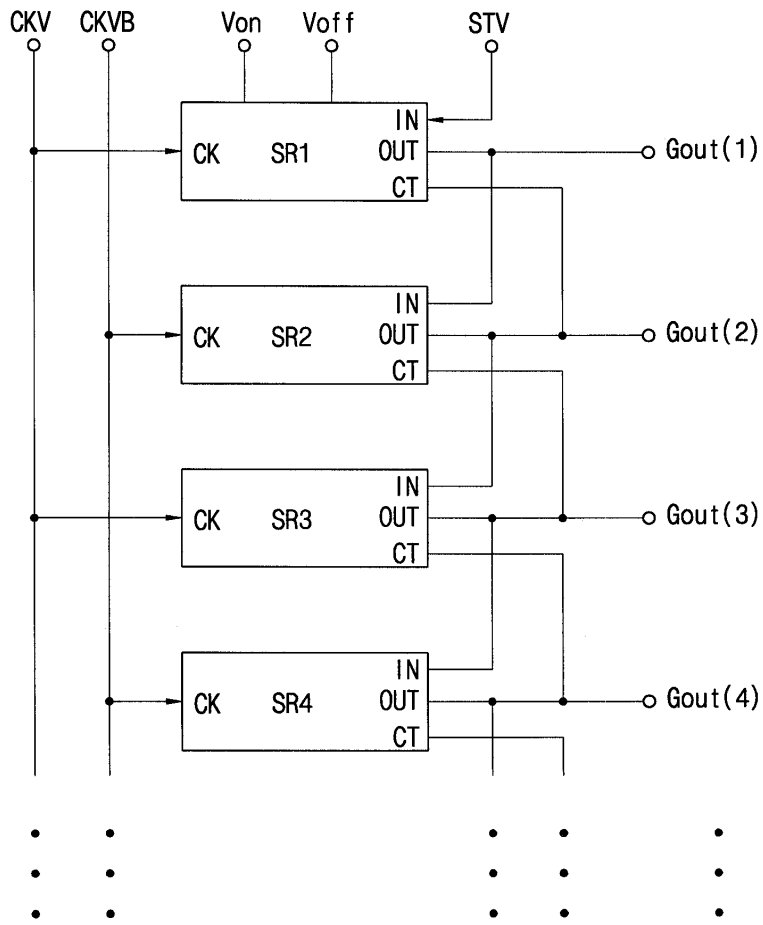 CKV CKVB Von Voff STV
IN
CK SR1 OUT Gout(1)
CT
IN
CK SR2 OUT Gout(2)
CT
IN
CK SR3 OUT Gout(3)
CT
IN
CK SR4 OUT Gout(4)
CT